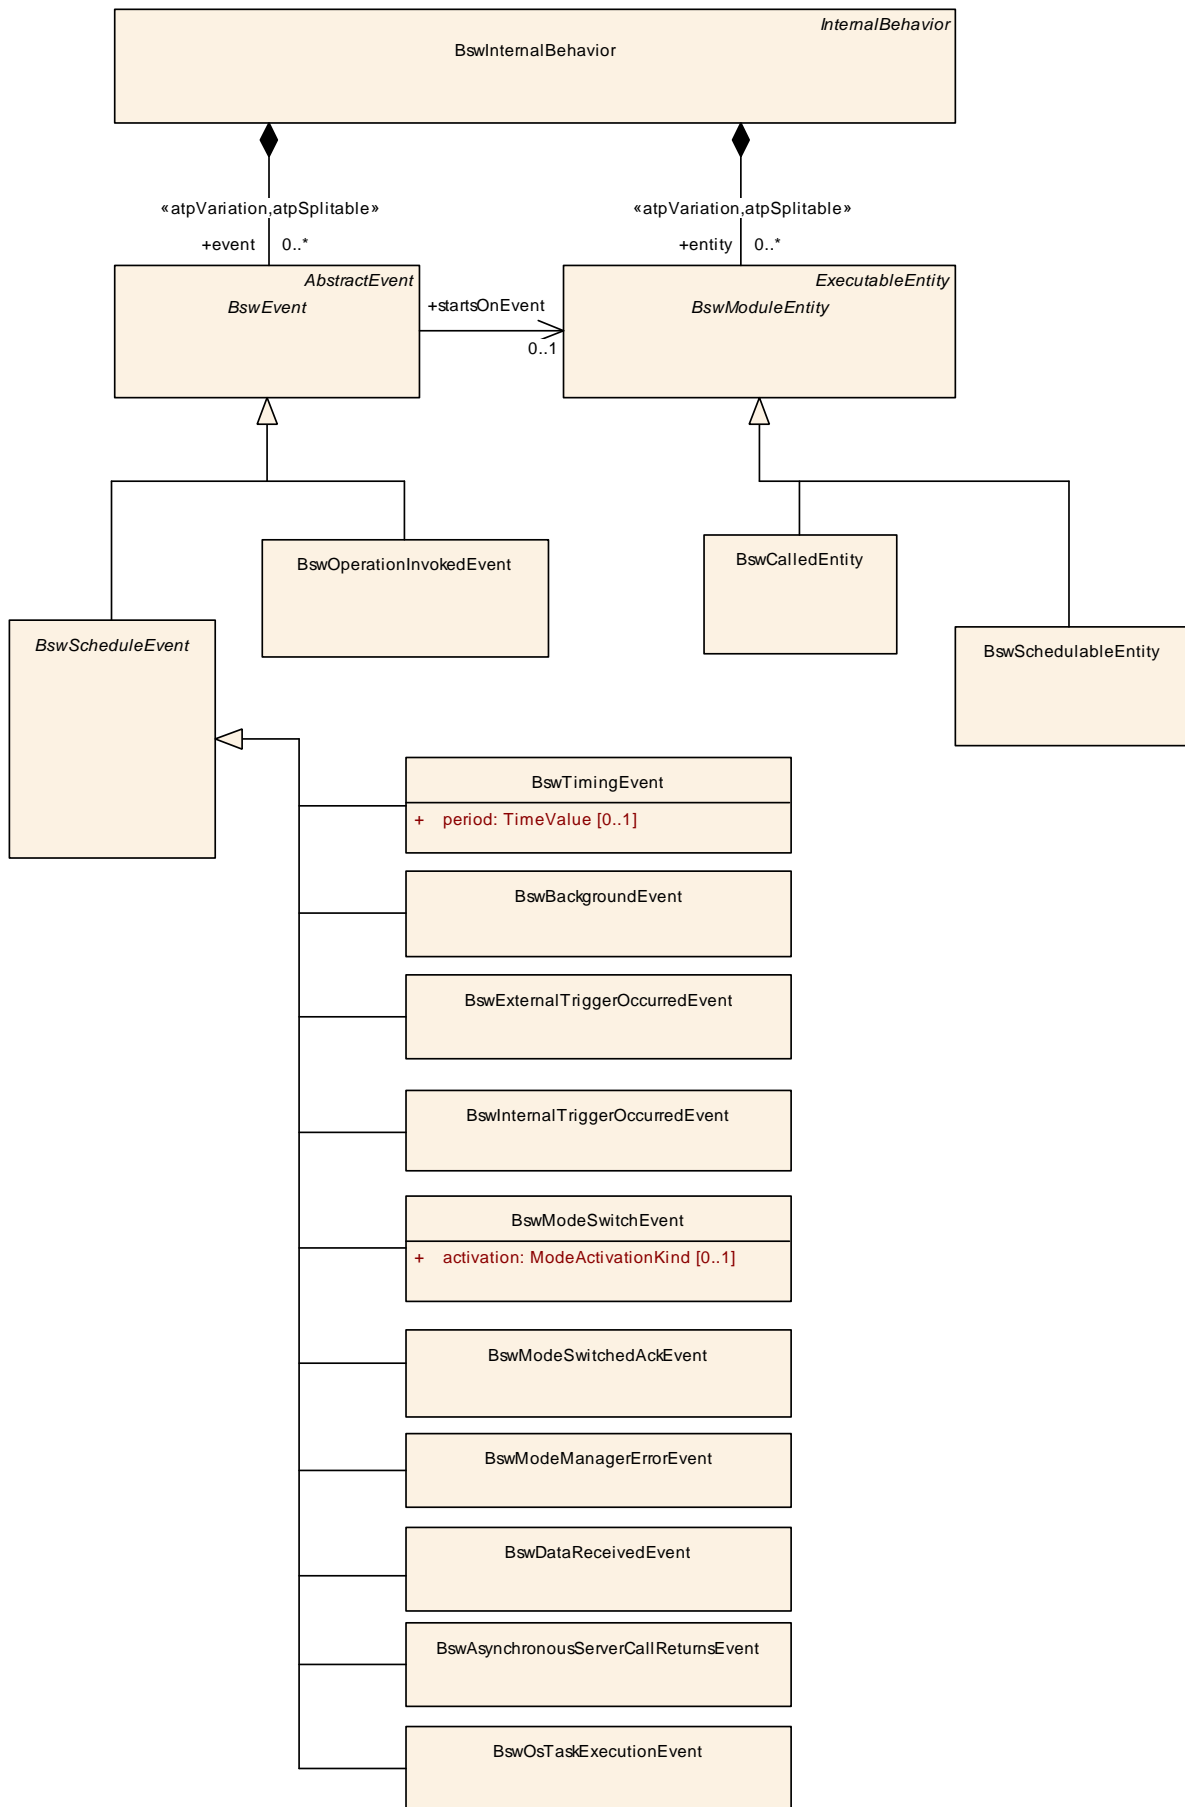 InternalBehavior
BswInternalBehavior
«atpVariation,atpSplitable»
«atpVariation,atpSplitable»
+event 0..*
+entity 0..*
AbstractEvent
BswEvent
+startsOnEvent
0..1
ExecutableEntity
BswModuleEntity
BswOperationInvokedEvent
BswCalledEntity
BswScheduleEvent
BswSchedulableEntity
BswTimingEvent
+ period: TimeValue [0..1]
BswBackgroundEvent
BswExternalTriggerOccurredEvent
BswInternalTriggerOccurredEvent
BswModeSwitchEvent
+ activation: ModeActivationKind [0..1]
BswModeSwitchedAckEvent
BswModeManagerErrorEvent
BswDataReceivedEvent
BswAsynchronousServerCallReturnsEvent
BswOsTaskExecutionEvent